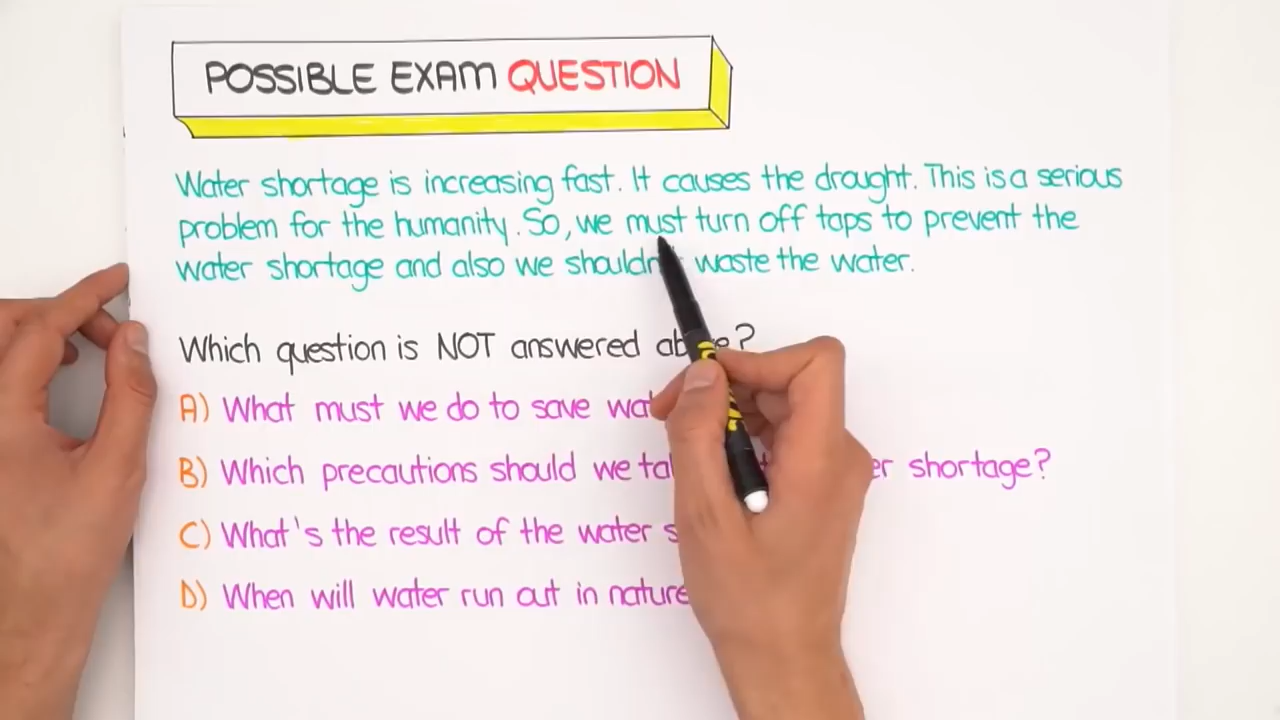 POSSIBLE EXAM QUESTION
Water shortage is increasing fast. It causes the drought. This is a serious
problem for the humanity. So, we must turn off taps to prevent the
water shortage and also we shouldn't waste the water.
Which question is NOT answered above?
A) What must we do to save
B) Which precautions should we shortage?
C) What's the result of the water
D) When will water run out in nature